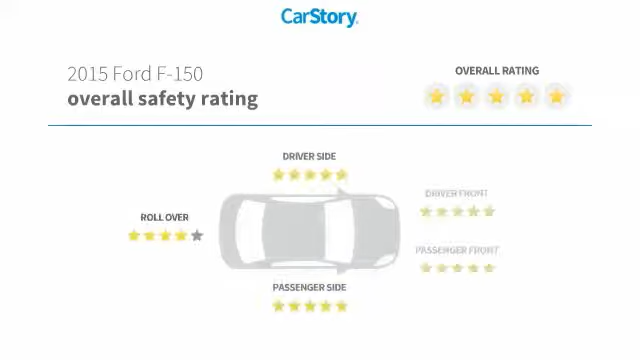 CarStory
2015 Ford F-150
overall safety rating
OVERALL RATING
DRIVER SIDE
DRIVER FRONT
ROLL OVER
PASSENGER FRONT
PASSENGER SIDE